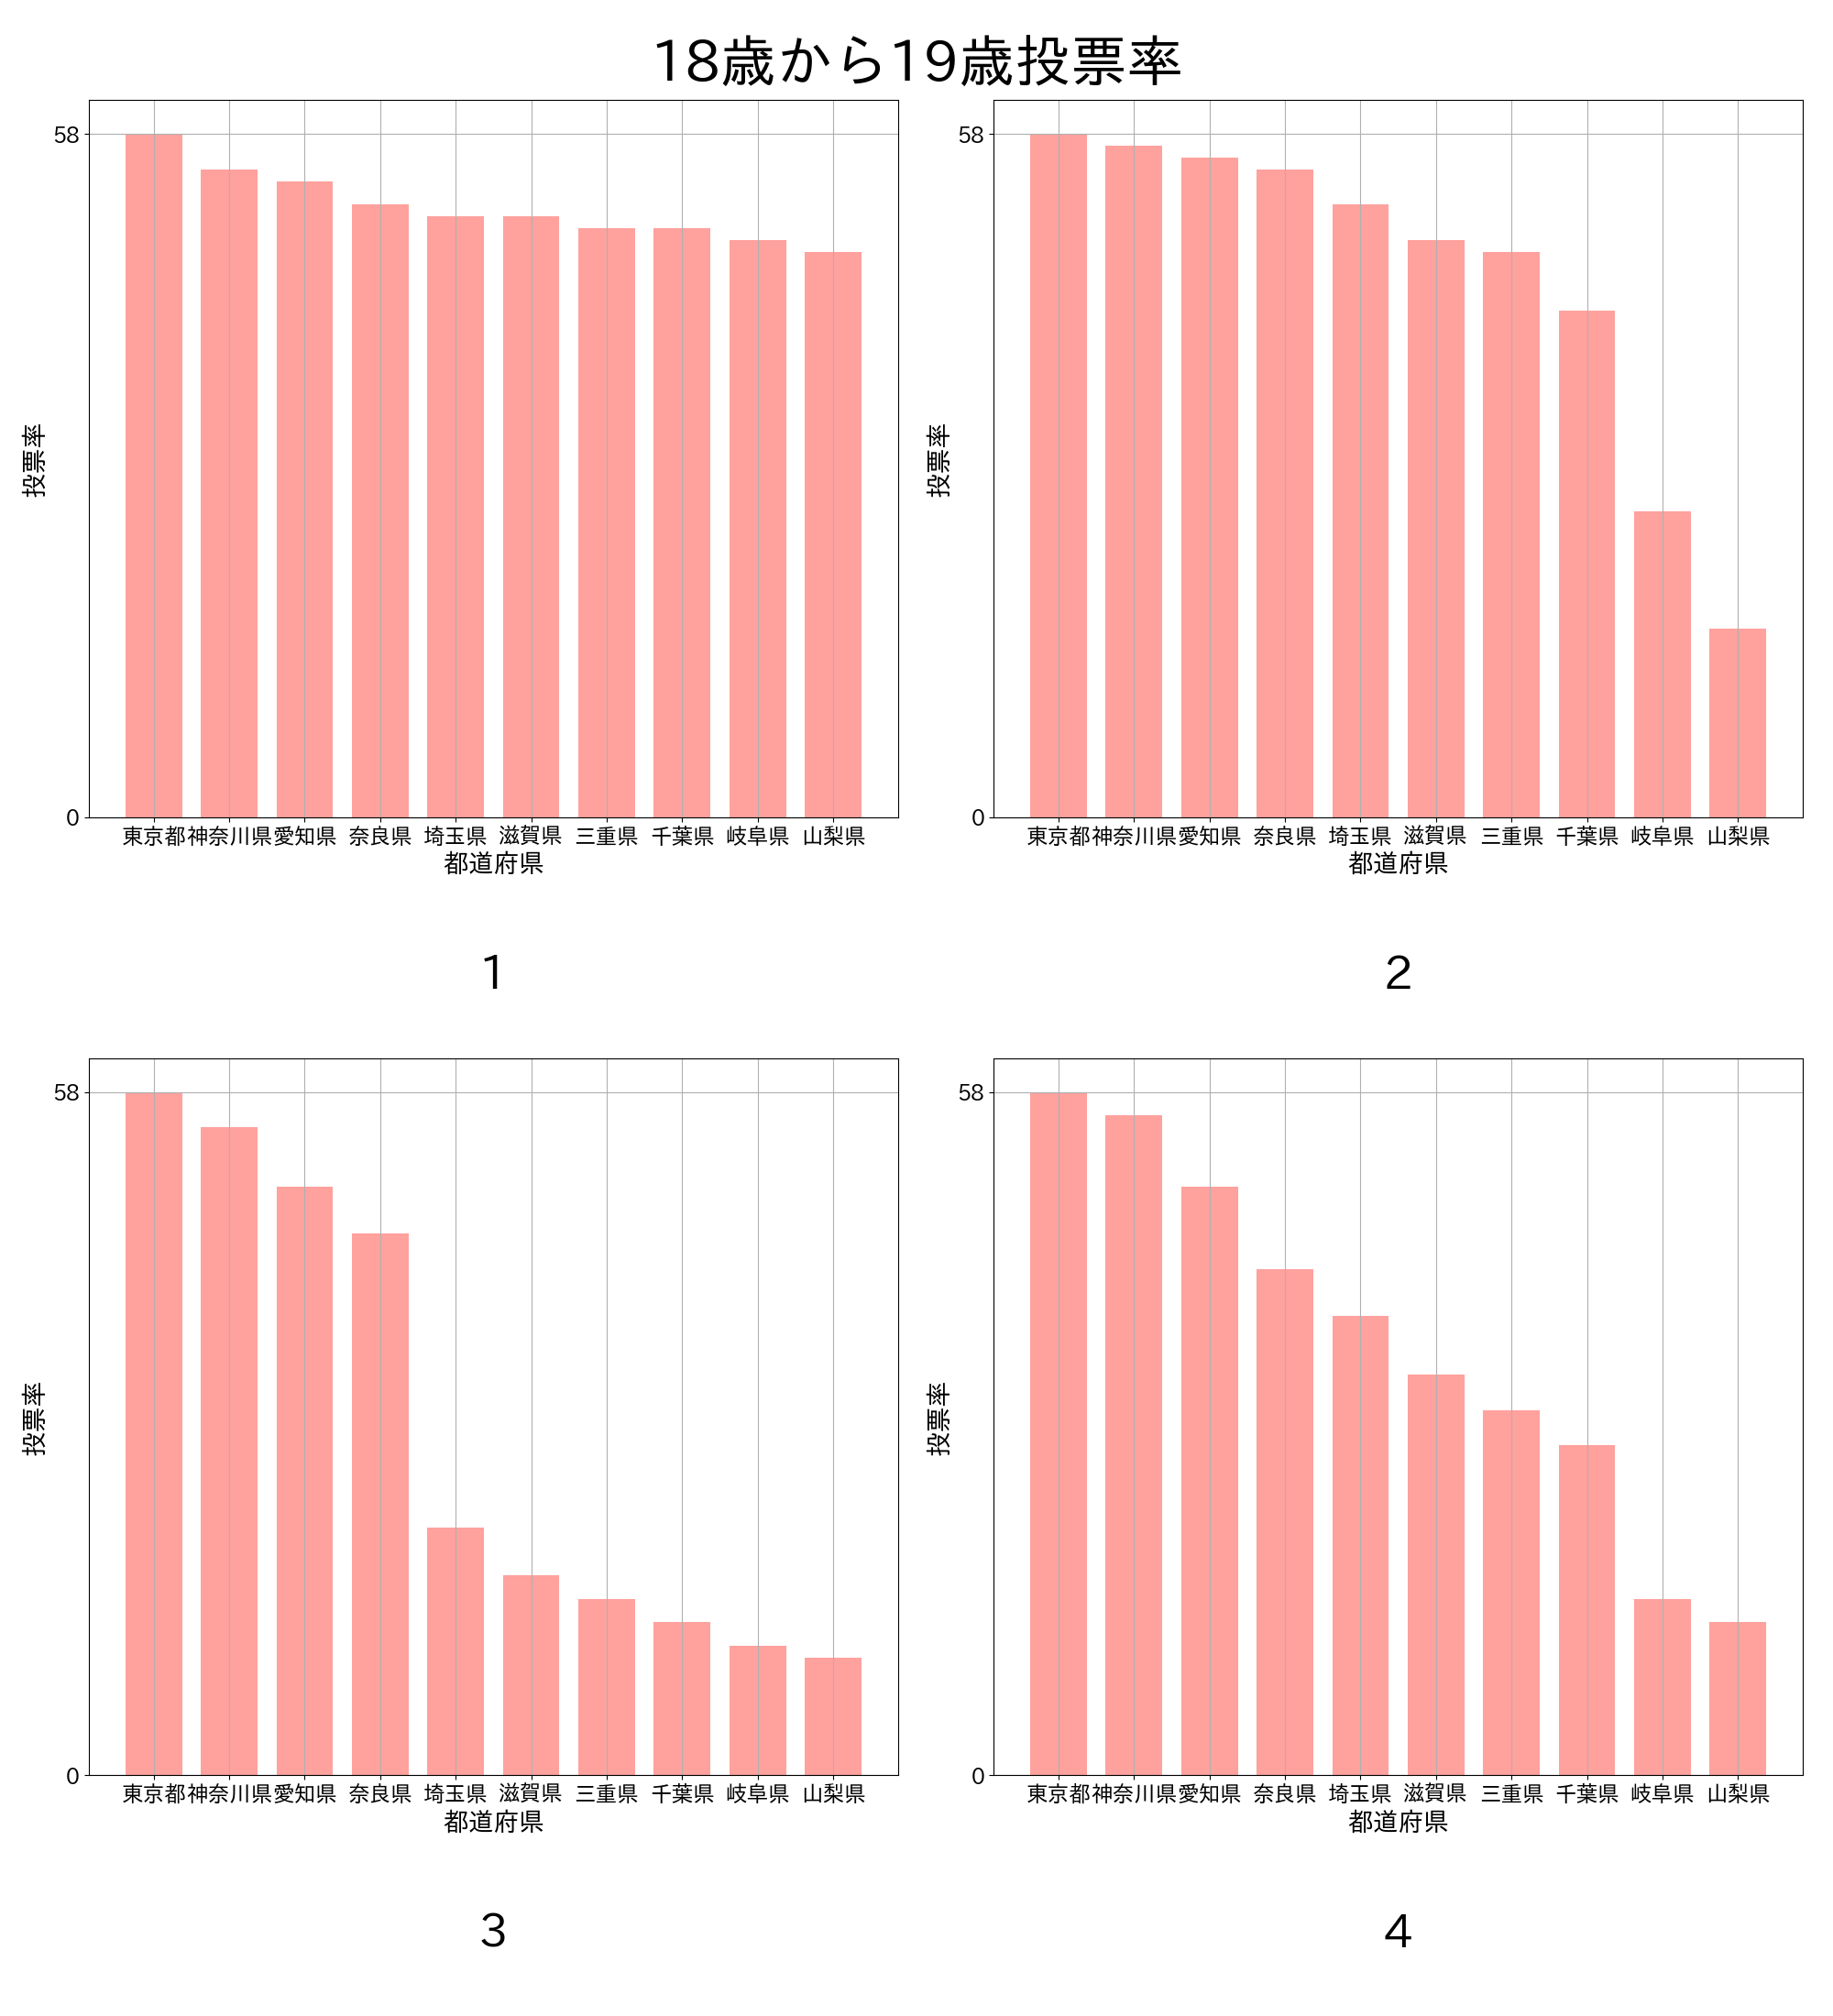 18歳から19歳投票率
58
0
投票率
東京都 神奈川県 愛知県 奈良県 埼玉県 滋賀県 三重県 千葉県 岐阜県 山梨県
都道府県
1
58
0
投票率
東京都 神奈川県 愛知県 奈良県 埼玉県 滋賀県 三重県 千葉県 岐阜県 山梨県
都道府県
2
58
0
投票率
東京都 神奈川県 愛知県 奈良県 埼玉県 滋賀県 三重県 千葉県 岐阜県 山梨県
都道府県
3
58
0
投票率
東京都 神奈川県 愛知県 奈良県 埼玉県 滋賀県 三重県 千葉県 岐阜県 山梨県
都道府県
4